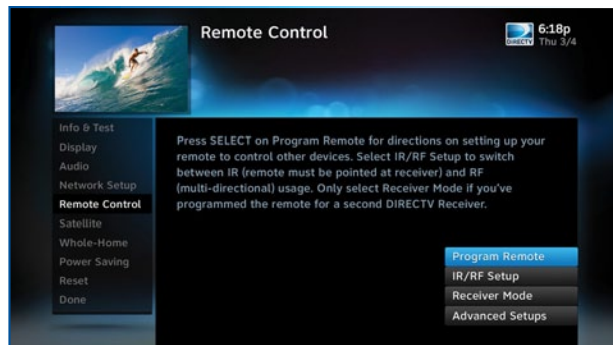 Remote Control
6:18p
DIRECTV
Thu 3/4
Info & Test
Display
Audio
Network Setup
Remote Control
Satellite
Whole-Home
Power Saving
Reset
Done
Press SELECT on Program Remote for directions on setting up your
remote to control other devices. Select IR/RF Setup to switch
between IR (remote must be pointed at receiver) and RF
(multi-directional) usage. Only select Receiver Mode if you've
programmed the remote for a second DIRECTV Receiver.
Program Remote
IR/RF Setup
Receiver Mode
Advanced Setups